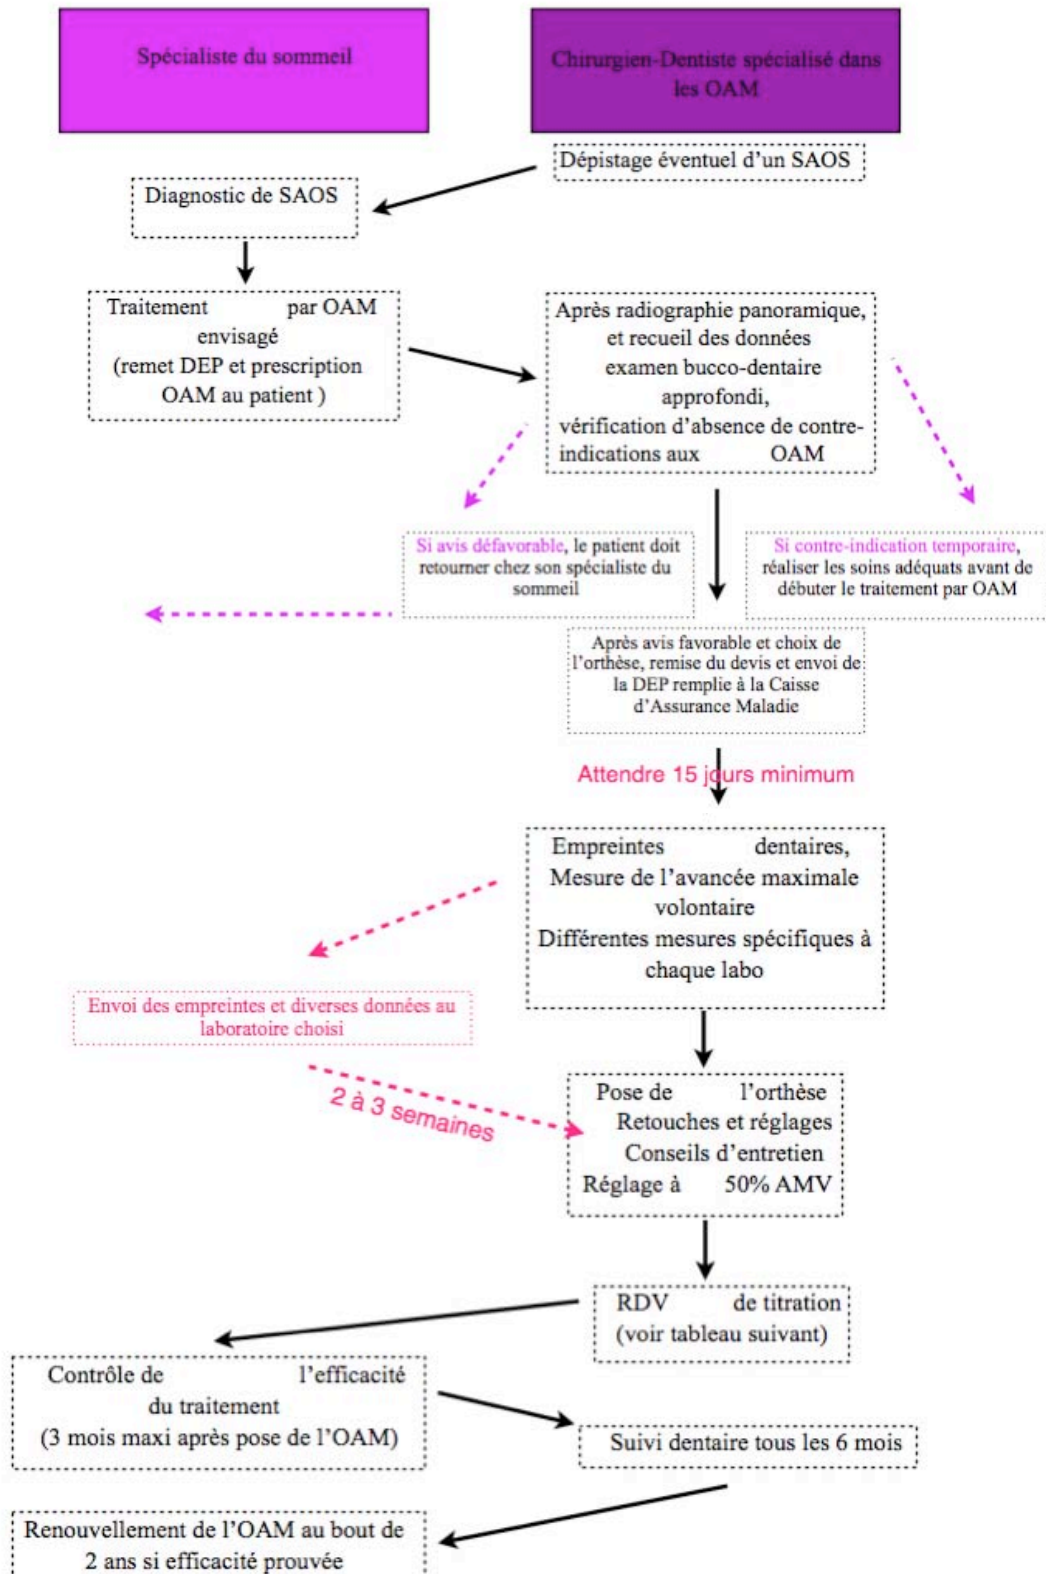 Spécialiste du sommeil
Chirurgien-Dentiste spécialisé dans
les OAM
Dépistage éventuel d'un SAOS
Diagnostic de SAOS
Traitement par OAM
envisagé
(remet DEP et prescription
OAM au patient )
Après radiographie panoramique,
et recueil des données
examen bucco-dentaire
approfondi,
vérification d'absence de contre-
indications aux OAM
Si avis défavorable, le patient doit
retourner chez son spécialiste du
sommeil
Si contre-indication temporaire,
réaliser les soins adéquats avant de
débuter le traitement par OAM
Après avis favorable et choix de
l'orthèse, remise du devis et envoi de
la DEP remplie à la Caisse
d'Assurance Maladie
Attendre 15 jours minimum
Empreintes dentaires,
Mesure de l'avancée maximale
volontaire
Différentes mesures spécifiques à
chaque labo
Envoi des empreintes et diverses données au
laboratoire choisi
2 à 3 semaines
Pose de l'orthèse
Retouches et réglages
Conseils d'entretien
Réglage à 50% AMV
RDV de titration
(voir tableau suivant)
Contrôle de l'efficacité
du traitement
(3 mois maxi après pose de l'OAM)
Suivi dentaire tous les 6 mois
Renouvellement de l'OAM au bout de
2 ans si efficacité prouvée